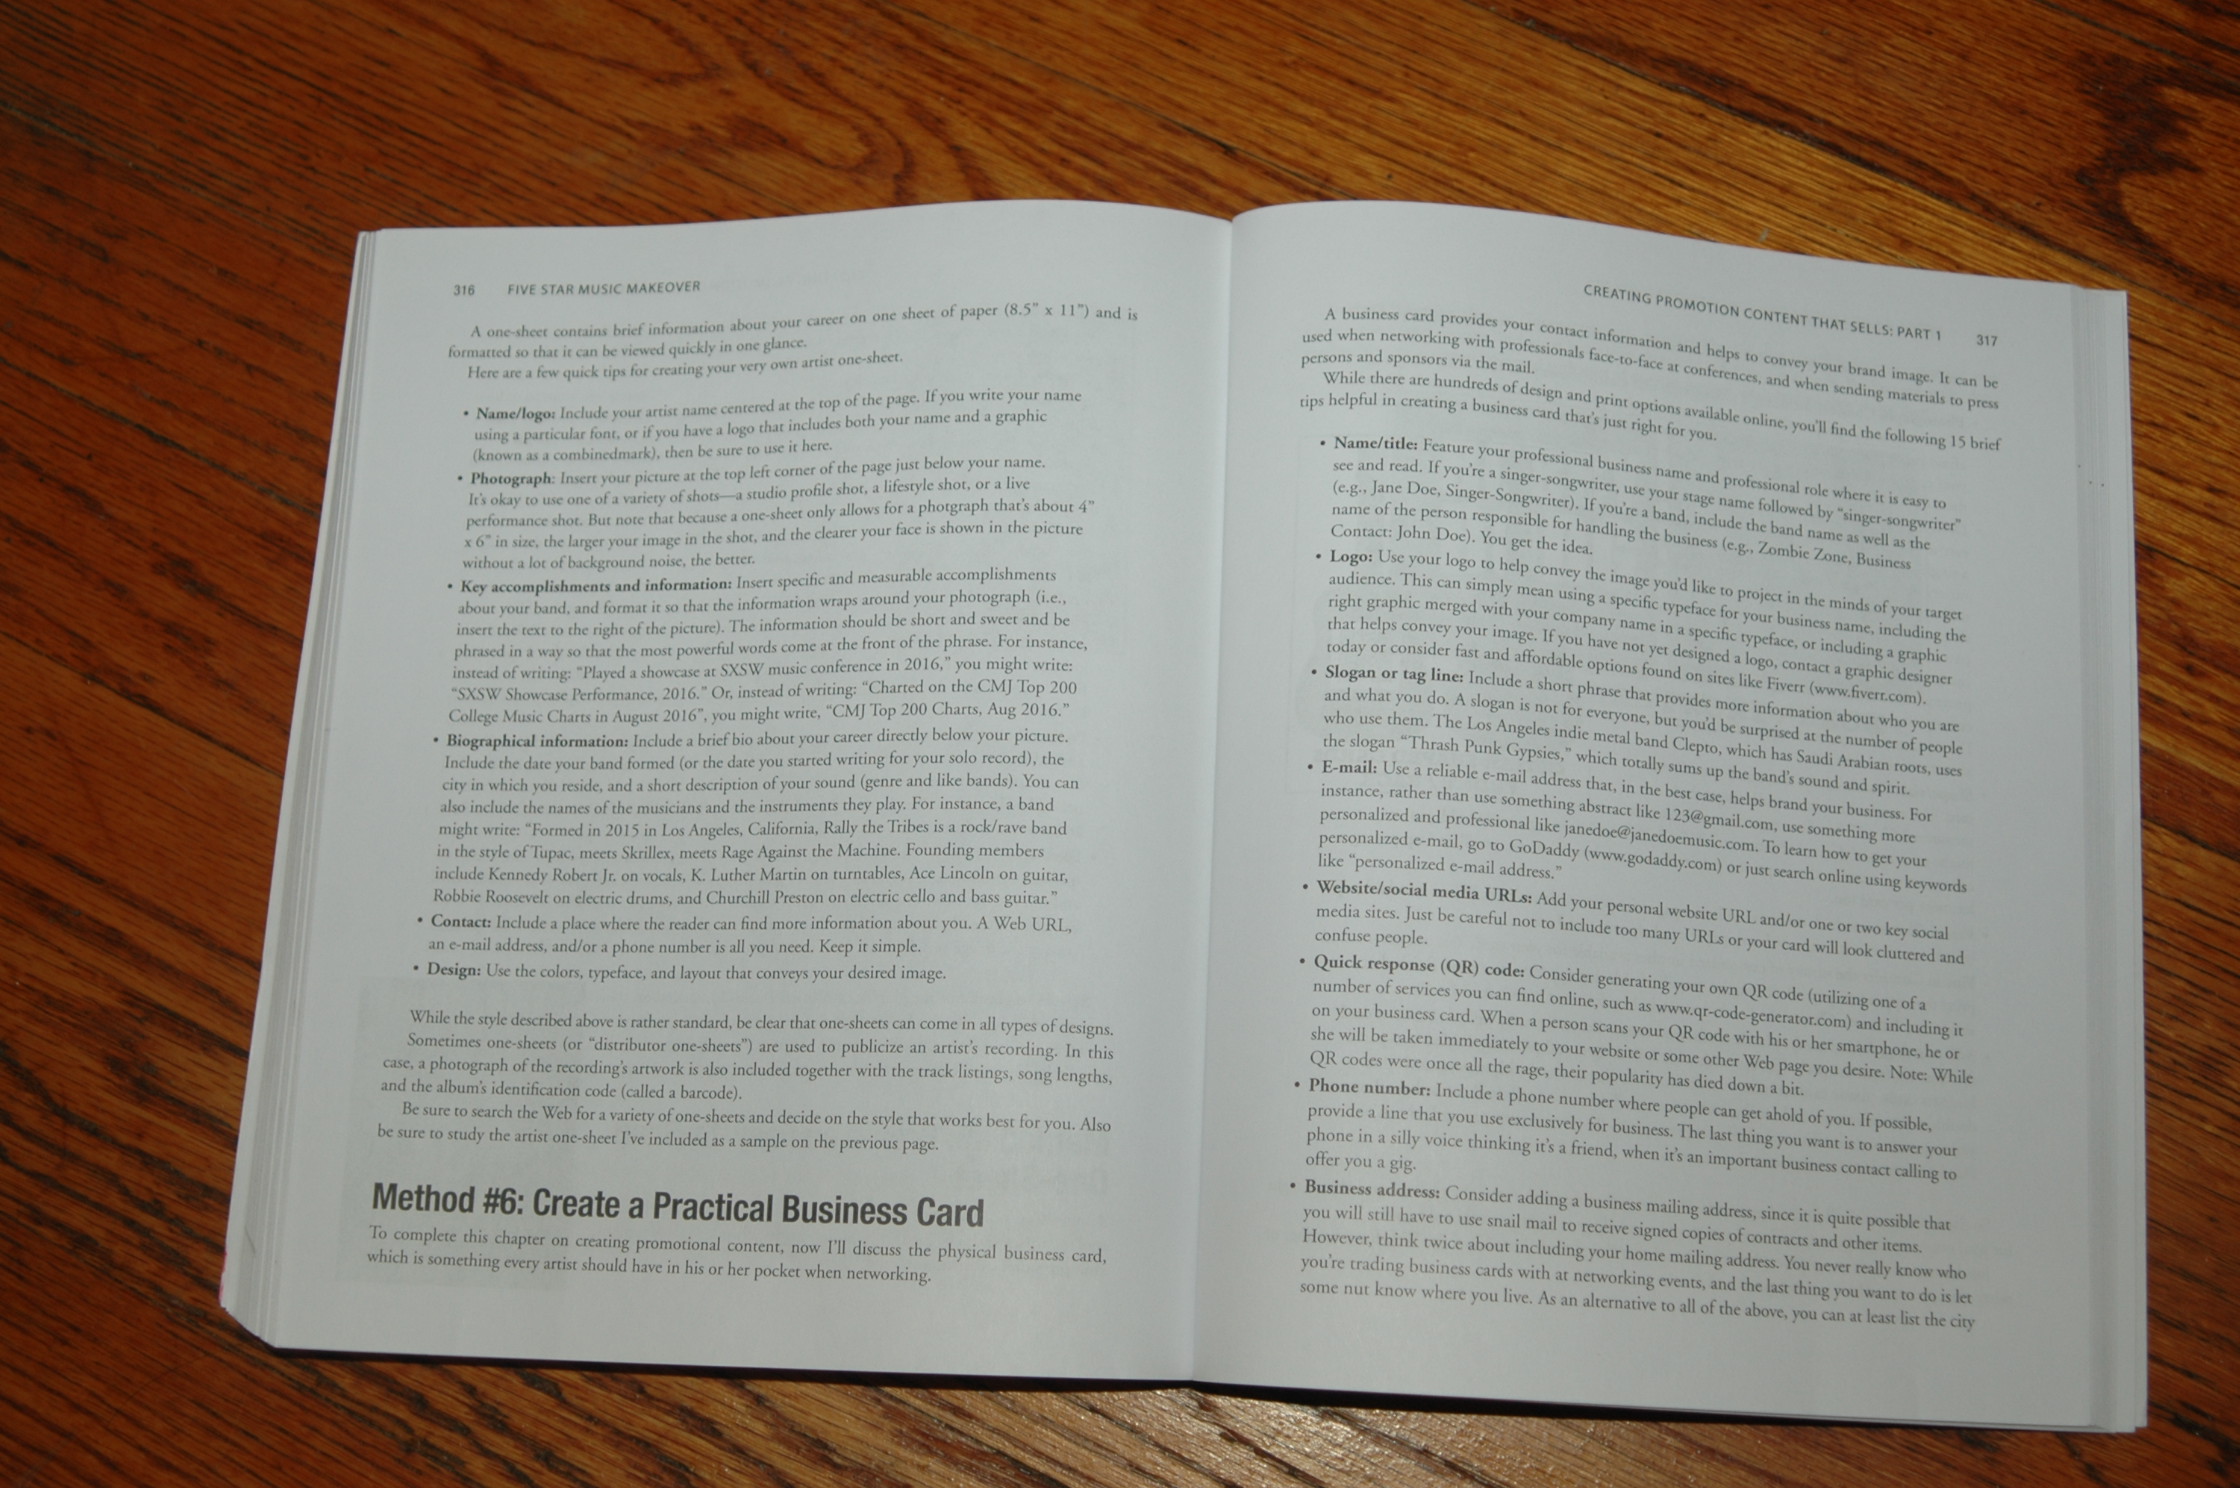 316 FIVE STAR MUSIC MAKEOVER
A one-sheet contains brief information about your career on one sheet of paper (8.5” x 11”) and is
formatted so that it can be viewed quickly in one glance.
Here are a few quick tips for creating your very own artist one-sheet.
• Name/logo: Include your artist name centered at the top of the page. If you write your name
using a particular font, or if you have a logo that includes both your name and a graphic
(known as a combinedmark), then be sure to use it here.
• Photograph: Insert your picture at the top left corner of the page just below your name.
It’s okay to use one of a variety of shots—a studio profile shot, a lifestyle shot, or a live
performance shot. But note that because a one-sheet only allows for a photgraph that’s about 4”
x 6” in size, the larger your image in the shot, and the clearer your face is shown in the picture
without a lot of background noise, the better.
• Key accomplishments and information: Insert specific and measurable accomplishments
about your band, and format it so that the information wraps around your photograph (i.e.,
insert the text to the right of the picture). The information should be short and sweet and be
phrased in a way so that the most powerful words come at the front of the phrase. For instance,
instead of writing: “Played a showcase at SXSW music conference in 2016,” you might write:
“SXSW Showcase Performance, 2016.” Or, instead of writing: “Charted on the CMJ Top 200
College Music Charts in August 2016”, you might write, “CMJ Top 200 Charts, Aug 2016.”
• Biographical information: Include a brief bio about your career directly below your picture.
Include the date your band formed (or the date you started writing for your solo record), the
city in which you reside, and a short description of your sound (genre and like bands). You can
also include the names of the musicians and the instruments they play. For instance, a band
might write: “Formed in 2015 in Los Angeles, California, Rally the Tribes is a rock/rave band
in the style of Tupac, meets Skrillex, meets Rage Against the Machine. Founding members
include Kennedy Robert Jr. on vocals, K. Luther Martin on turntables, Ace Lincoln on guitar,
Robbie Roosevelt on electric drums, and Churchill Preston on electric cello and bass guitar.”
• Contact: Include a place where the reader can find more information about you. A Web URL,
an e-mail address, and/or a phone number is all you need. Keep it simple.
• Design: Use the colors, typeface, and layout that conveys your desired image.
While the style described above is rather standard, be clear that one-sheets can come in all types of designs.
Sometimes one-sheets (or “distributor one-sheets”) are used to publicize an artist’s recording. In this
case, a photograph of the recording’s artwork is also included together with the track listings, song lengths,
and the album’s identification code (called a barcode).
Be sure to search the Web for a variety of one-sheets and decide on the style that works best for you. Also
be sure to study the artist one-sheet I’ve included as a sample on the previous page.
Method #6: Create a Practical Business Card
To complete this chapter on creating promotional content, now I’ll discuss the physical business card,
which is something every artist should have in his or her pocket when networking.
CREATING PROMOTION CONTENT THAT SELLS: PART 1 317
A business card provides your contact information and helps to convey your brand image. It can be
used when networking with professionals face-to-face at conferences, and when sending materials to press
persons and sponsors via the mail.
While there are hundreds of design and print options available online, you’ll find the following 15 brief
tips helpful in creating a business card that’s just right for you.
• Name/title: Feature your professional business name and professional role where it is easy to
see and read. If you’re a singer-songwriter, use your stage name followed by “singer-songwriter”
(e.g., Jane Doe, Singer-Songwriter). If you’re a band, include the band name as well as the
name of the person responsible for handling the business (e.g., Zombie Zone, Business
Contact: John Doe). You get the idea.
• Logo: Use your logo to help convey the image you’d like to project in the minds of your target
audience. This can simply mean using a specific typeface for your business name, including the
right graphic merged with your company name in a specific typeface, or including a graphic
that helps convey your image. If you have not yet designed a logo, contact a graphic designer
today or consider fast and affordable options found on sites like Fiverr (www.fiverr.com).
• Slogan or tag line: Include a short phrase that provides more information about who you are
and what you do. A slogan is not for everyone, but you’d be surprised at the number of people
who use them. The Los Angeles indie metal band Clepto, which has Saudi Arabian roots, uses
the slogan “Thrash Punk Gypsies,” which totally sums up the band’s sound and spirit.
• E-mail: Use a reliable e-mail address that, in the best case, helps brand your business. For
instance, rather than use something abstract like 123@gmail.com, use something more
personalized and professional like janedoe@janedoemusic.com. To learn how to get your
personalized e-mail, go to GoDaddy (www.godaddy.com) or just search online using keywords
like “personalized e-mail address.”
• Website/social media URLs: Add your personal website URL and/or one or two key social
media sites. Just be careful not to include too many URLs or your card will look cluttered and
confuse people.
• Quick response (QR) code: Consider generating your own QR code (utilizing one of a
number of services you can find online, such as www.qr-code-generator.com) and including it
on your business card. When a person scans your QR code with his or her smartphone, he or
she will be taken immediately to your website or some other Web page you desire. Note: While
QR codes were once all the rage, their popularity has died down a bit.
• Phone number: Include a phone number where people can get ahold of you. If possible,
provide a line that you use exclusively for business. The last thing you want is to answer your
phone in a silly voice thinking it’s a friend, when it’s an important business contact calling to
offer you a gig.
• Business address: Consider adding a business mailing address, since it is quite possible that
you will still have to use snail mail to receive signed copies of contracts and other items.
However, think twice about including your home mailing address. You never really know who
you’re trading business cards with at networking events, and the last thing you want to do is let
some nut know where you live. As an alternative to all of the above, you can at least list the city